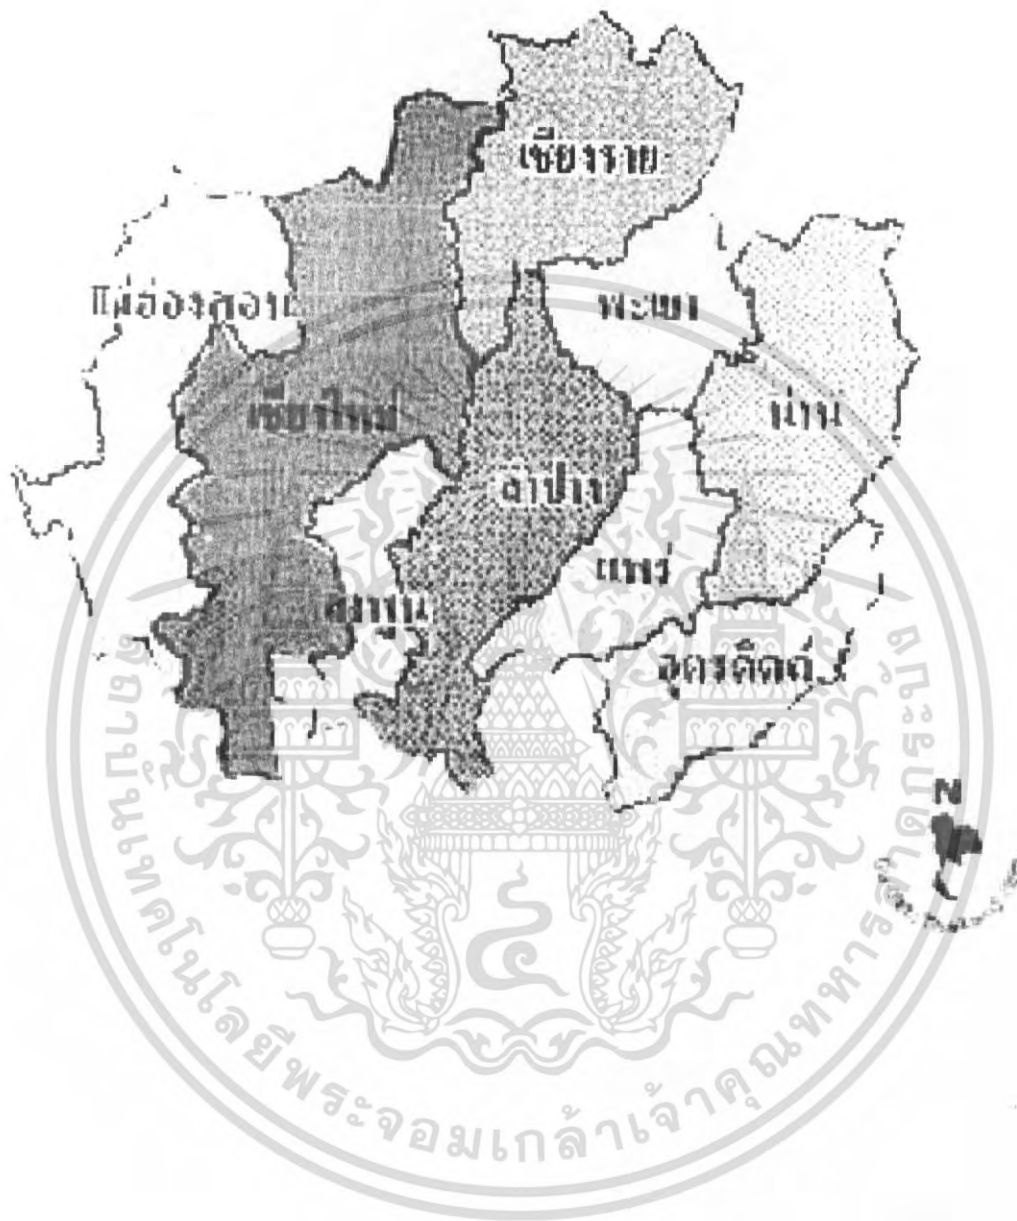 เชียงราย
แม่ฮ่องสอน
พะเยา
เชียงใหม่
น่าน
ลำปาง
แพร่
ลำพูน
อุตรดิตถ์
N
สถาบันเทคโนโลยีพระจอมเกล้าเจ้าคุณทหารลาดกระบัง